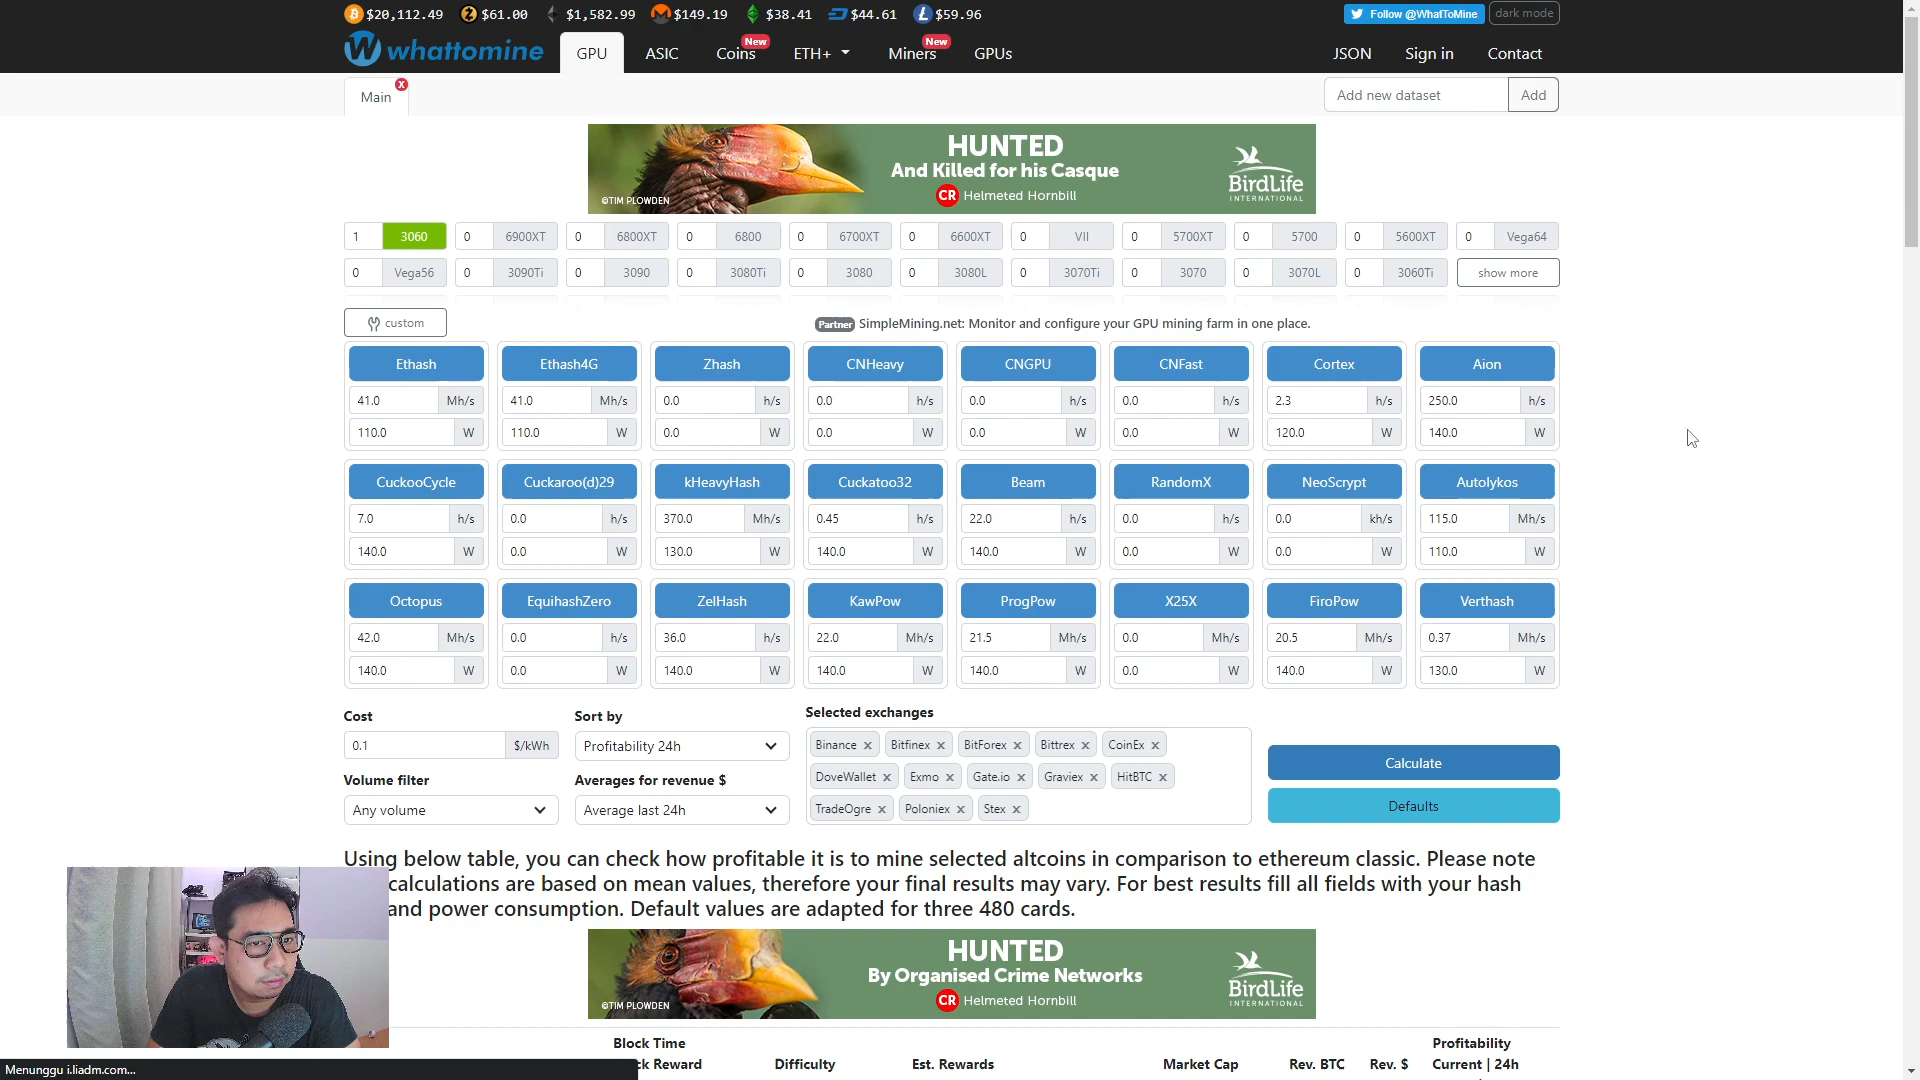 $20,112.49 $61.00 $1,582.99 $149.19 $38.41 $44.61 $59.96 Follow @WhatToMine dark mode
whattomine GPU ASIC Coins New ETH+ Miners New GPUs JSON Sign in Contact
Main x Add new dataset Add
HUNTED
And Killed for his Casque
CR Helmeted Hornbill
©TIM PLOWDEN
BirdLife
INTERNATIONAL
1 3060 0 6900XT 0 6800XT 0 6800 0 6700XT 0 6600XT 0 VII 0 5700XT 0 5700 0 5600XT 0 Vega64
0 Vega56 0 3090Ti 0 3090 0 3080Ti 0 3080 0 3080L 0 3070Ti 0 3070 0 3070L 0 3060Ti show more
custom Partner SimpleMining.net: Monitor and configure your GPU mining farm in one place.
Ethash Ethash4G Zhash CNHeavy CNGPU CNFast Cortex Aion
41.0 Mh/s 41.0 Mh/s 0.0 h/s 0.0 h/s 0.0 h/s 0.0 h/s 2.3 h/s 250.0 h/s
110.0 W 110.0 W 0.0 W 0.0 W 0.0 W 0.0 W 120.0 W 140.0 W
CuckooCycle Cuckaroo(d)29 kHeavyHash Cuckatoo32 Beam RandomX NeoScrypt Autolykos
7.0 h/s 0.0 h/s 370.0 Mh/s 0.45 h/s 22.0 h/s 0.0 h/s 0.0 kh/s 115.0 Mh/s
140.0 W 0.0 W 130.0 W 140.0 W 140.0 W 0.0 W 0.0 W 110.0 W
Octopus EquihashZero ZelHash KawPow ProgPow X25X FiroPow Verthash
42.0 Mh/s 0.0 h/s 36.0 h/s 22.0 Mh/s 21.5 Mh/s 0.0 Mh/s 20.5 Mh/s 0.37 Mh/s
140.0 W 0.0 W 140.0 W 140.0 W 140.0 W 0.0 W 140.0 W 130.0 W
Cost Sort by Selected exchanges
0.1 $/kWh Profitability 24h Binance × Bitfinex × BitForex × Bittrex × CoinEx × Calculate
Volume filter Averages for revenue $ DoveWallet × Exmo × Gate.io × Graviex × HitBTC ×
Any volume Average last 24h TradeOgre × Poloniex × Stex × Defaults
Using below table, you can check how profitable it is to mine selected altcoins in comparison to ethereum classic. Please note
calculations are based on mean values, therefore your final results may vary. For best results fill all fields with your hash
and power consumption. Default values are adapted for three 480 cards.
HUNTED
By Organised Crime Networks
CR Helmeted Hornbill
©TIM PLOWDEN
BirdLife
INTERNATIONAL
Block Time Profitability
ck Reward Difficulty Est. Rewards Market Cap Rev. BTC Rev. $ Current | 24h
Menunggu i.liadm.com...